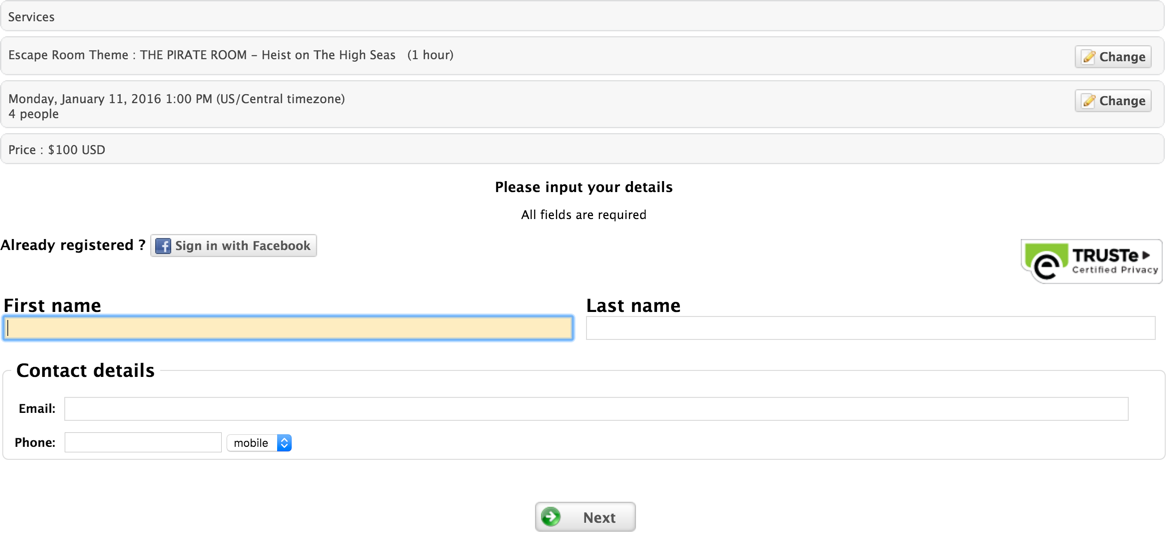 Services
Escape Room Theme : THE PIRATE ROOM – Heist on The High Seas (1 hour)
Change
Monday, January 11, 2016 1:00 PM (US/Central timezone)
4 people
Change
Price : $100 USD
Please input your details
All fields are required
Already registered ? f Sign in with Facebook
e TRUSTe
Certified Privacy
First name Last name
Contact details
Email:
Phone: mobile
Next